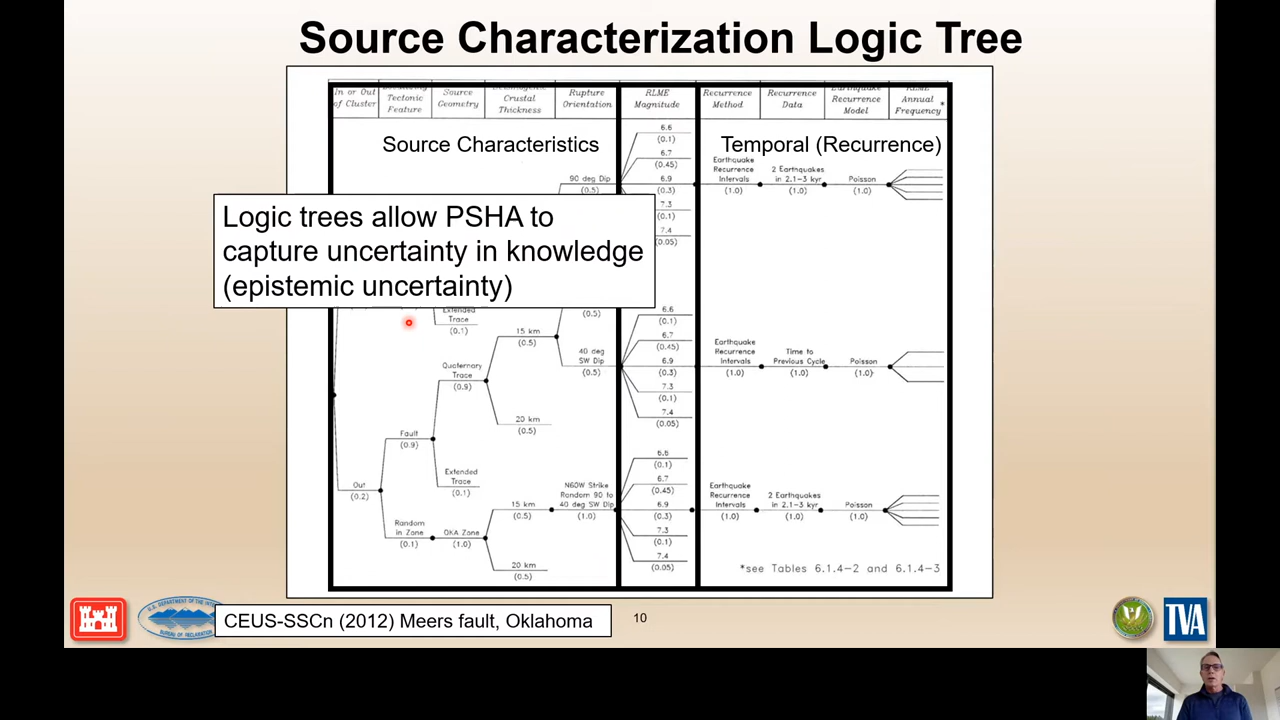 Source Characterization Logic Tree
In or Out
of Cluster
Tectonic
Feature
Source
Geometry
Crustal
Thickness
Rupture
Orientation
RLME
Magnitude
Recurrence
Method
Recurrence
Data
Earthquake
Recurrence
Model
RLME
Annual
Frequency*
Source Characteristics
Temporal (Recurrence)
90 deg Dip
(0.5)
6.6
(0.1)
6.7
(0.45)
6.9
(0.3)
7.3
(0.1)
7.4
(0.05)
Earthquake
Recurrence
Intervals
(1.0)
2 Earthquakes
in 2.1-3 kyr
(1.0)
Poisson
(1.0)
Logic trees allow PSHA to
capture uncertainty in knowledge
(epistemic uncertainty)
Extended
Trace
(0.1)
(0.5)
15 km
(0.5)
40 deg
SW Dip
(0.5)
Quaternary
Trace
(0.9)
20 km
(0.5)
6.6
(0.1)
6.7
(0.45)
6.9
(0.3)
7.3
(0.1)
7.4
(0.05)
Earthquake
Recurrence
Intervals
(1.0)
Time to
Previous Cycle
(1.0)
Poisson
(1.0)
Fault
(0.9)
Extended
Trace
(0.1)
Out
(0.2)
Random
in Zone
(0.1)
OKA Zone
(1.0)
15 km
(0.5)
20 km
(0.5)
N60W Strike
Random 90 to
40 deg SW Dip
(1.0)
6.6
(0.1)
6.7
(0.45)
6.9
(0.3)
7.3
(0.1)
7.4
(0.05)
Earthquake
Recurrence
Intervals
(1.0)
2 Earthquakes
in 2.1-3 kyr
(1.0)
Poisson
(1.0)
*see Tables 6.1.4-2 and 6.1.4-3
CEUS-SSCn (2012) Meers fault, Oklahoma
10
TVA